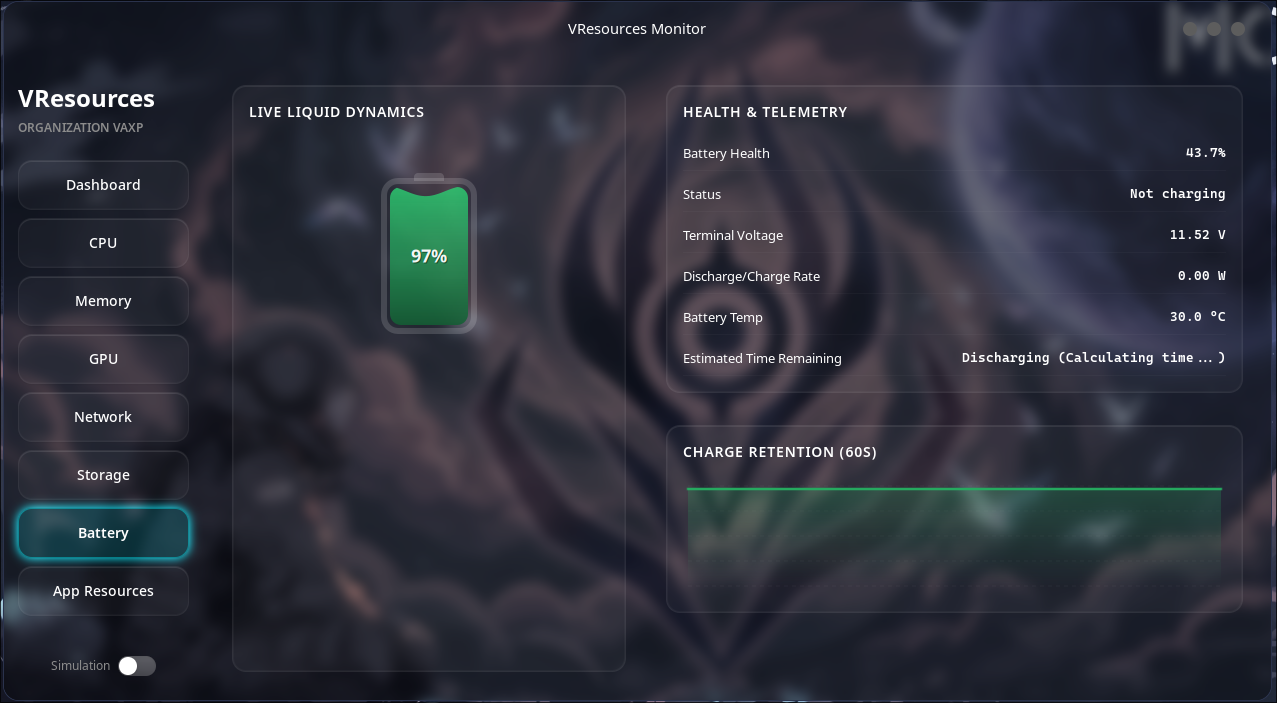 VResources Monitor
VResources
ORGANIZATION VAXP
Dashboard
CPU
Memory
GPU
Network
Storage
Battery
App Resources
Simulation
LIVE LIQUID DYNAMICS
97%
HEALTH & TELEMETRY
Battery Health 43.7%
Status Not charging
Terminal Voltage 11.52 V
Discharge/Charge Rate 0.00 W
Battery Temp 30.0 °C
Estimated Time Remaining Discharging (Calculating time...)
CHARGE RETENTION (60S)